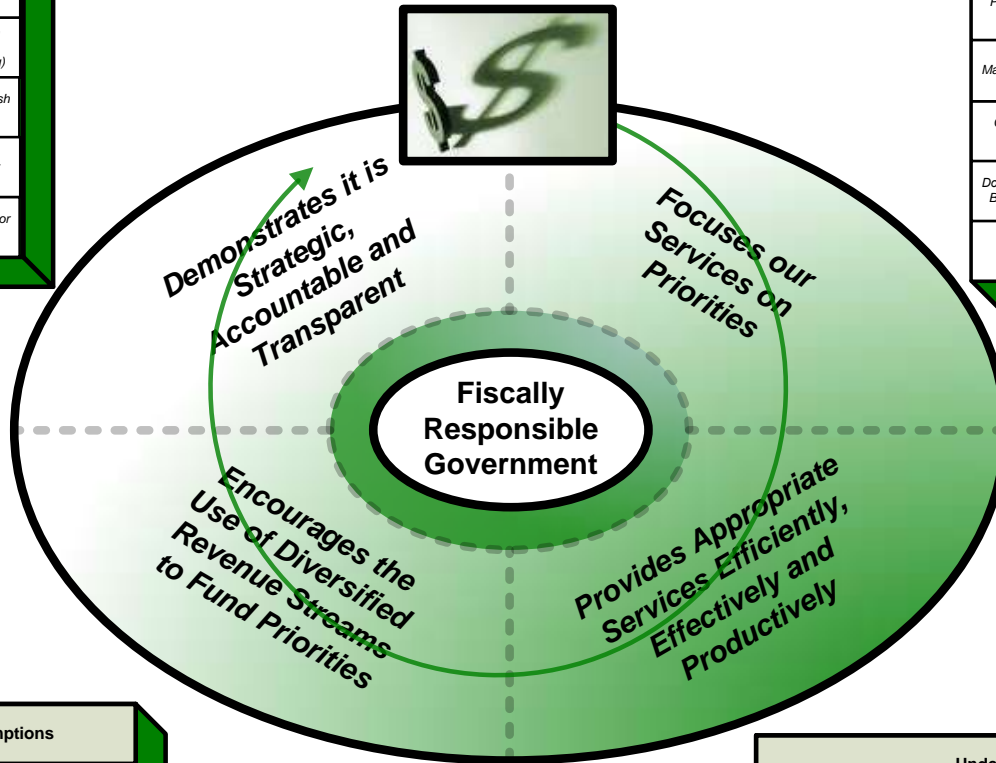 Demonstrates it is
Strategic,
Accountable and
Transparent
Focuses our
Services on
Priorities
Fiscally
Responsible
Government
Encourages the
Use of Diversified
Revenue Streams
to Fund Priorities
Provides Appropriate
Services Efficiently,
Effectively and
Productively